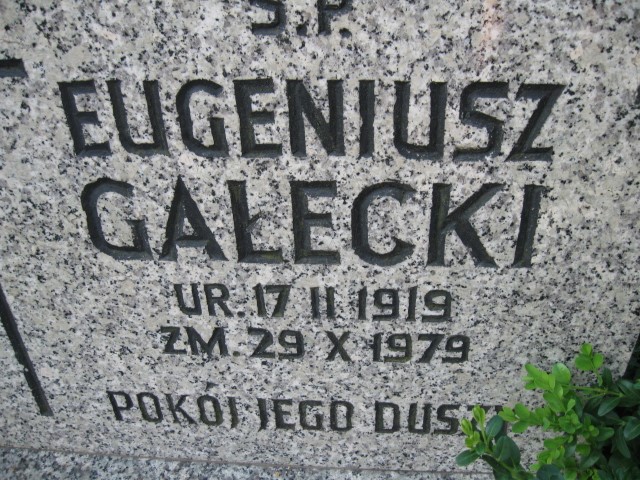 Ś.P.
EUGENIUSZ
GAŁECKI
UR. 17 II 1919
ZM. 29 X 1979
POKÓJ JEGO